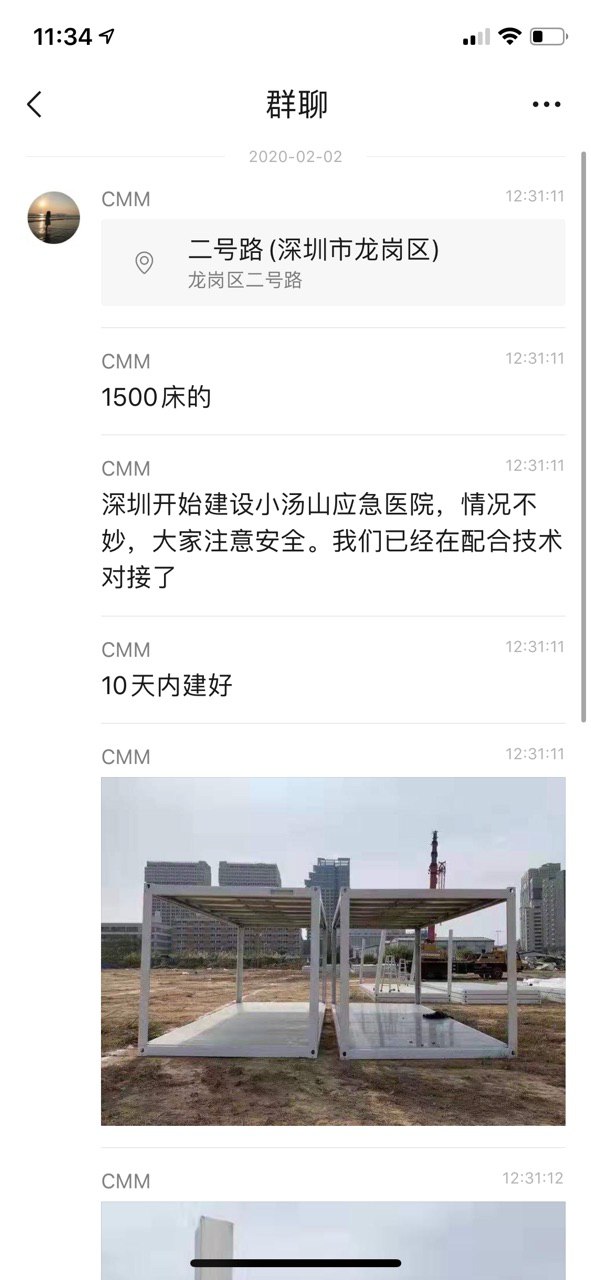 11:34
群聊
2020-02-02
CMM
12:31:11
二号路(深圳市龙岗区)
龙岗区二号路
CMM
12:31:11
1500床的
CMM
12:31:11
深圳开始建设小汤山应急医院，情况不
妙，大家注意安全。我们已经在配合技术
对接了
CMM
12:31:11
10天内建好
CMM
12:31:11
CMM
12:31:12